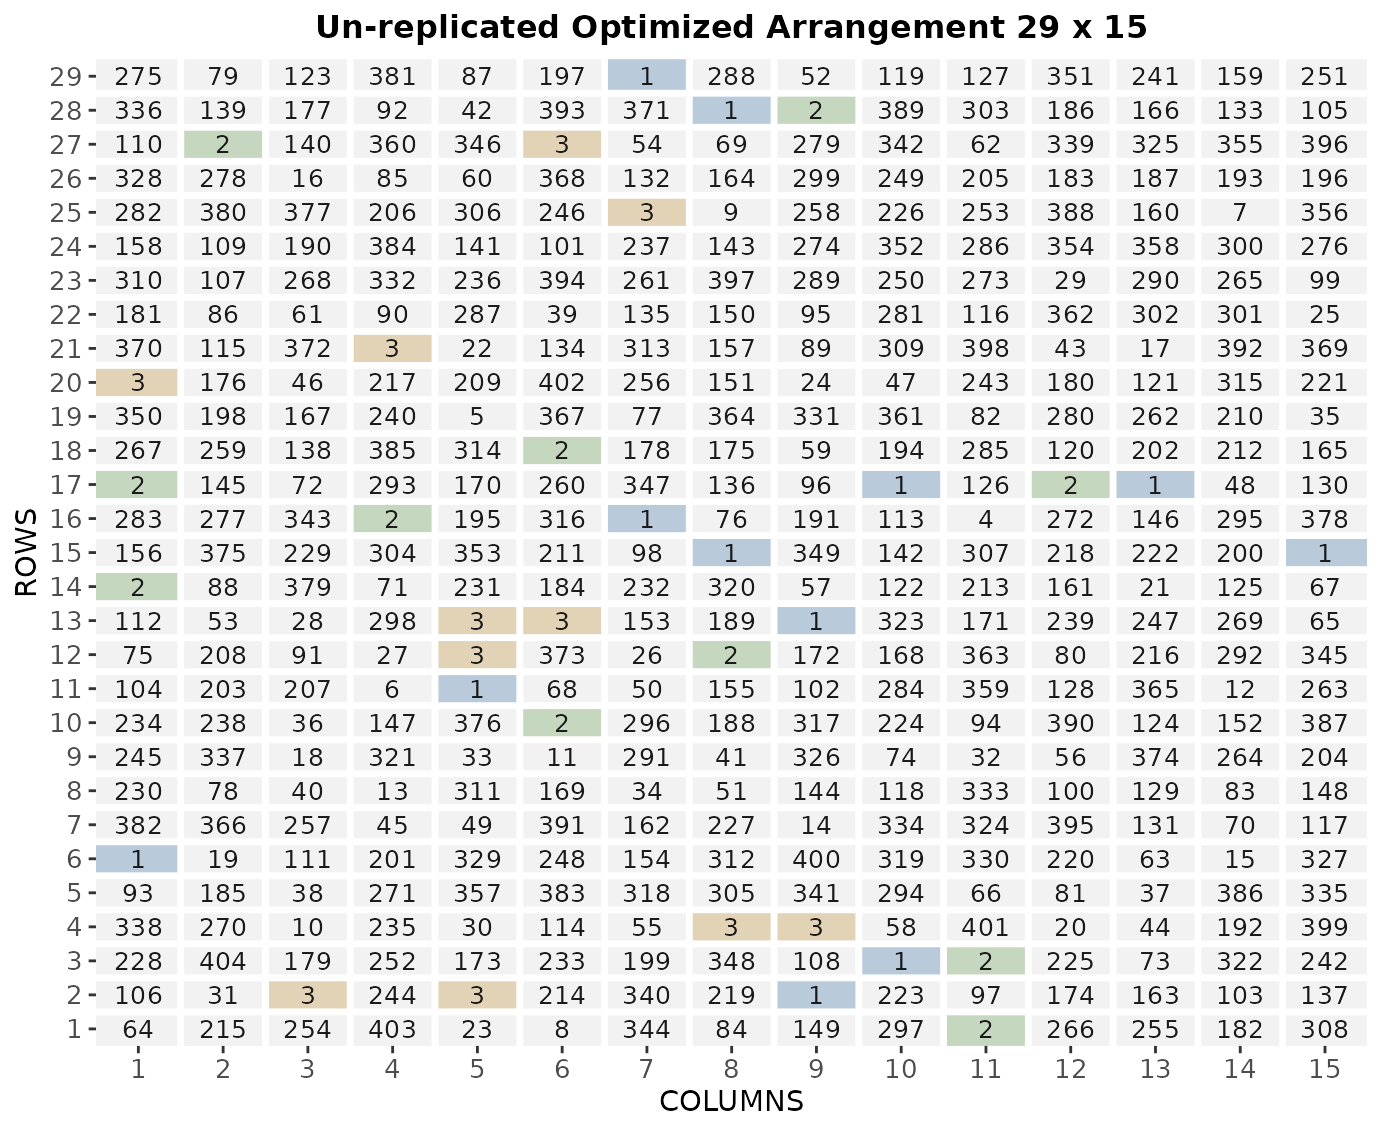 Un-replicated Optimized Arrangement 29 x 15
29 275 79 123 381 87 197 1 288 52 119 127 351 241 159 251
28 336 139 177 92 42 393 371 1 2 389 303 186 166 133 105
27 110 2 140 360 346 3 54 69 279 342 62 339 325 355 396
26 328 278 16 85 60 368 132 164 299 249 205 183 187 193 196
25 282 380 377 206 306 246 3 9 258 226 253 388 160 7 356
24 158 109 190 384 141 101 237 143 274 352 286 354 358 300 276
23 310 107 268 332 236 394 261 397 289 250 273 29 290 265 99
22 181 86 61 90 287 39 135 150 95 281 116 362 302 301 25
21 370 115 372 3 22 134 313 157 89 309 398 43 17 392 369
20 3 176 46 217 209 402 256 151 24 47 243 180 121 315 221
19 350 198 167 240 5 367 77 364 331 361 82 280 262 210 35
18 267 259 138 385 314 2 178 175 59 194 285 120 202 212 165
17 2 145 72 293 170 260 347 136 96 1 126 2 1 48 130
16 283 277 343 2 195 316 1 76 191 113 4 272 146 295 378
15 156 375 229 304 353 211 98 1 349 142 307 218 222 200 1
14 2 88 379 71 231 184 232 320 57 122 213 161 21 125 67
13 112 53 28 298 3 3 153 189 1 323 171 239 247 269 65
12 75 208 91 27 3 373 26 2 172 168 363 80 216 292 345
11 104 203 207 6 1 68 50 155 102 284 359 128 365 12 263
10 234 238 36 147 376 2 296 188 317 224 94 390 124 152 387
9 245 337 18 321 33 11 291 41 326 74 32 56 374 264 204
8 230 78 40 13 311 169 34 51 144 118 333 100 129 83 148
7 382 366 257 45 49 391 162 227 14 334 324 395 131 70 117
6 1 19 111 201 329 248 154 312 400 319 330 220 63 15 327
5 93 185 38 271 357 383 318 305 341 294 66 81 37 386 335
4 338 270 10 235 30 114 55 3 3 58 401 20 44 192 399
3 228 404 179 252 173 233 199 348 108 1 2 225 73 322 242
2 106 31 3 244 3 214 340 219 1 223 97 174 163 103 137
1 64 215 254 403 23 8 344 84 149 297 2 266 255 182 308
1 2 3 4 5 6 7 8 9 10 11 12 13 14 15
COLUMNS
ROWS